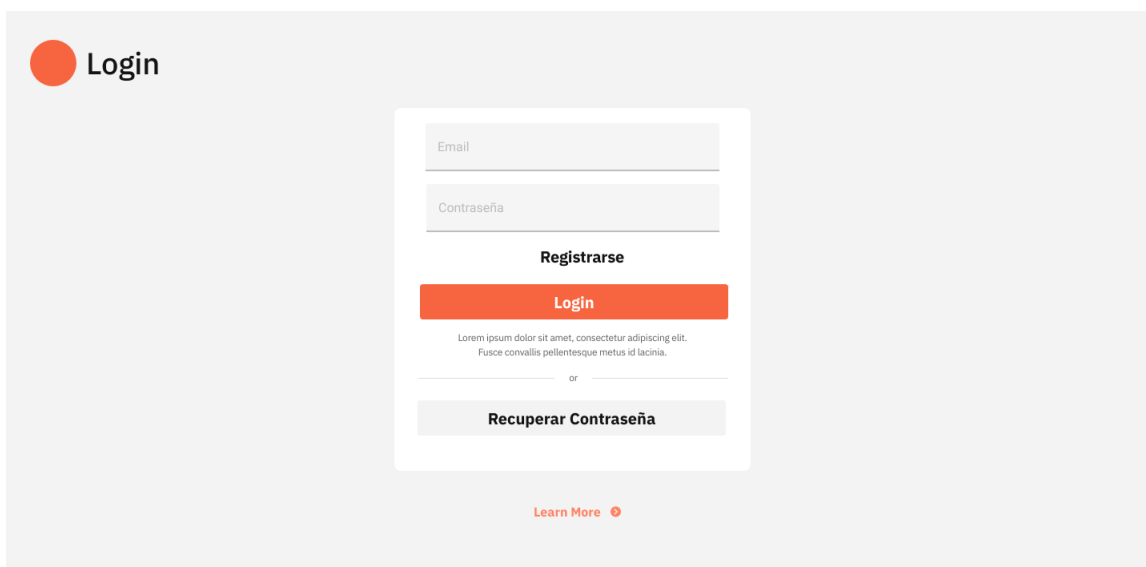 Login
Email
Contraseña
Registrarse
Login
Lorem ipsum dolor sit amet, consectetur adipiscing elit.
Fusce convallis pellentesque metus id lacinia.
or
Recuperar Contraseña
Learn More